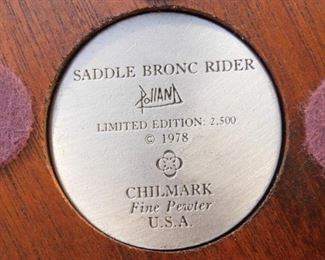 SADDLE BRONC RIDER
POLLAND
LIMITED EDITION: 2,500
© 1978
CHILMARK
Fine Pewter
U.S.A.